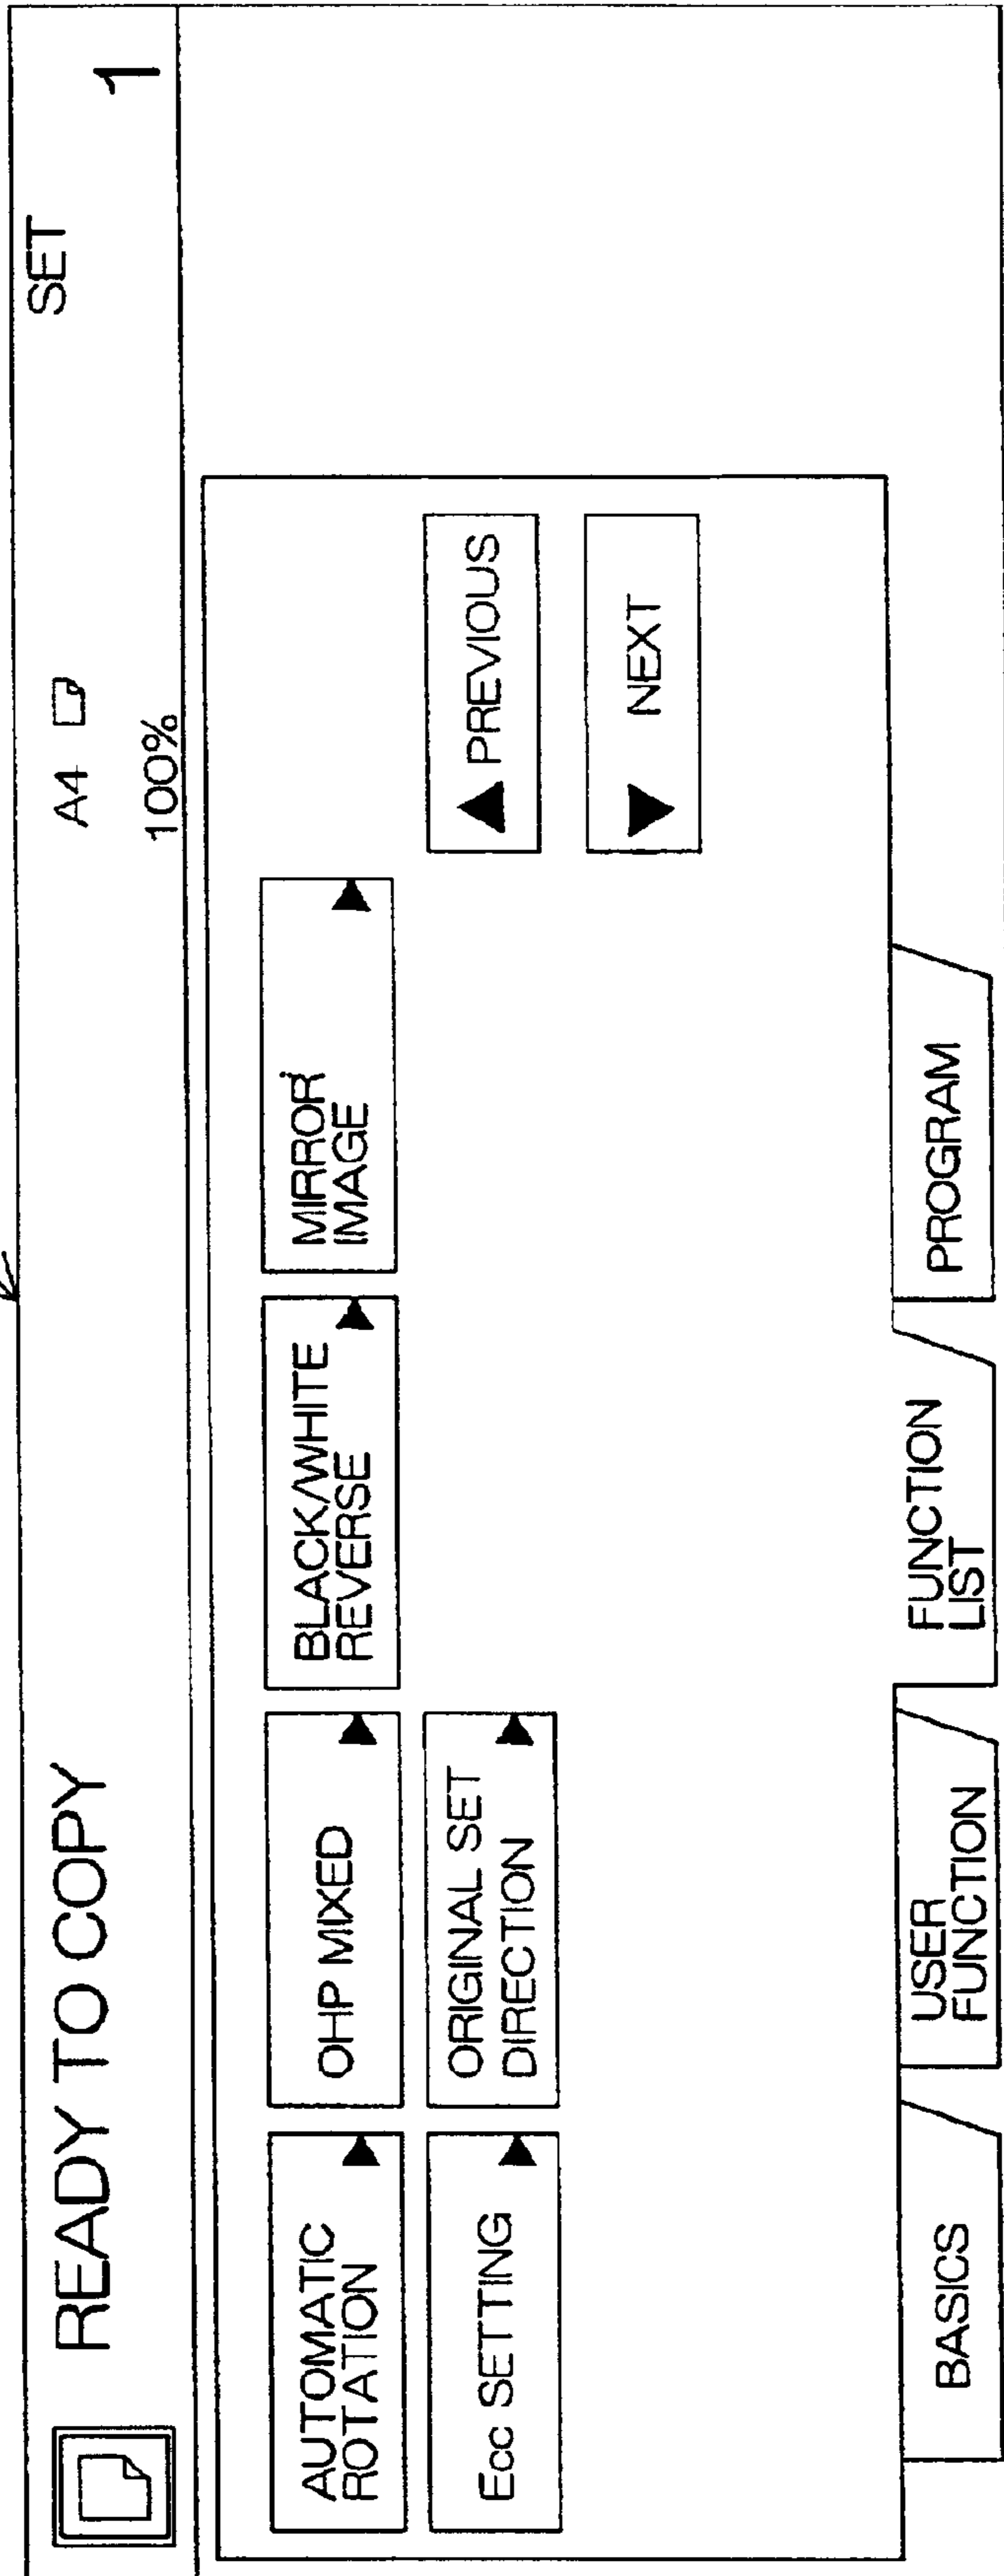 READY TO COPY
A4
SET
100%
1
AUTOMATIC
ROTATION
OHP MIXED
BLACK/WHITE
REVERSE
MIRROR
IMAGE
Ecc SETTING
ORIGINAL SET
DIRECTION
PREVIOUS
NEXT
BASICS
USER
FUNCTION
FUNCTION
LIST
PROGRAM